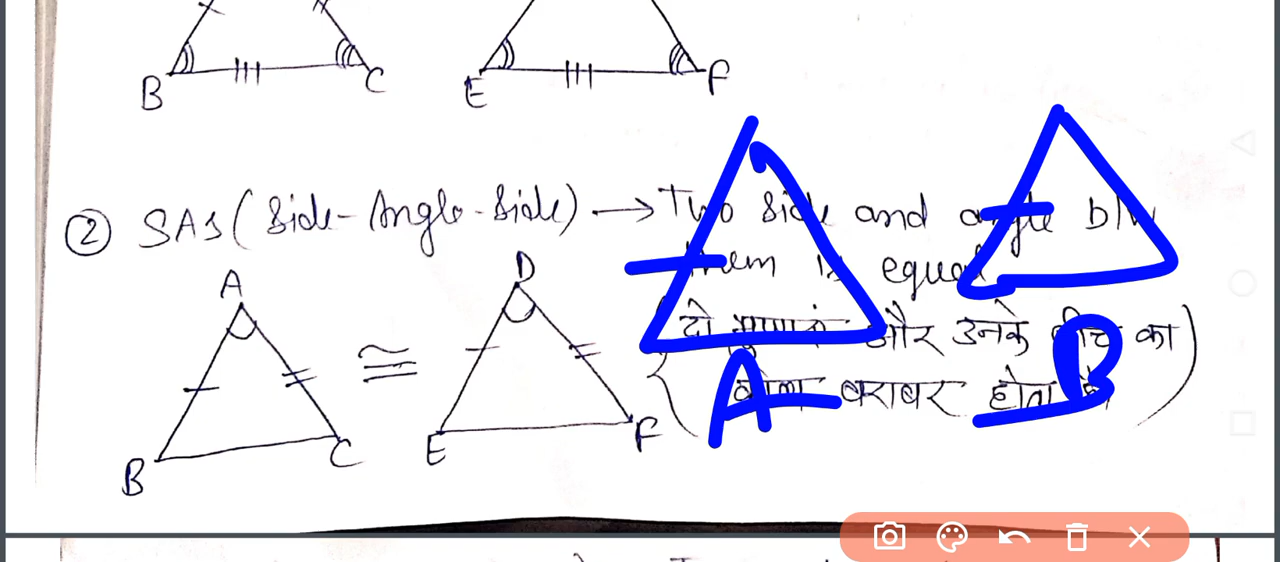 B C E F
② SAS (Side-Angle-Side) → Two side and angle b/w
them is equal
A D
(दो भुजाएं और उनके बीच का
A B
कोण बराबर होता है)
B C E F
≅